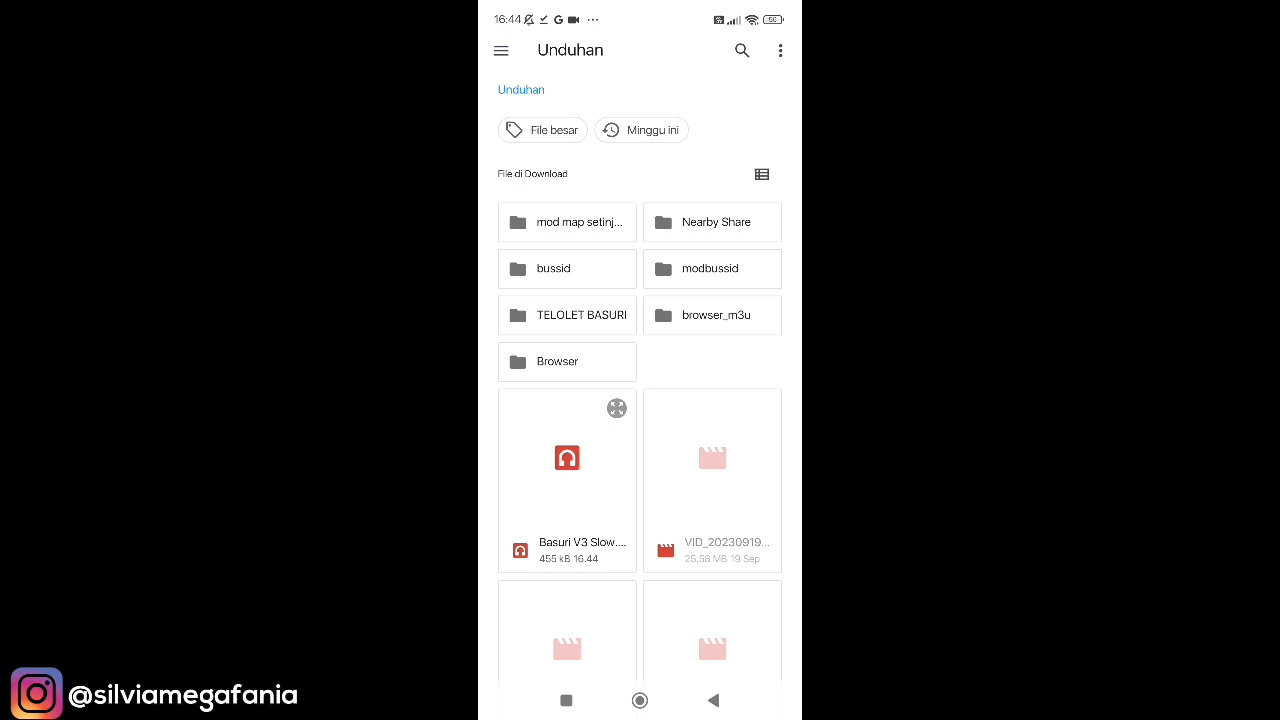 16:44
56
Unduhan
Unduhan
File besar
Minggu ini
File di Download
mod map setinj...
Nearby Share
bussid
modbussid
TELOLET BASURI
browser_m3u
Browser
Basuri V3 Slow....
455 kB 16.44
VID_20230919...
25,58 MB 19 Sep
@silviamegafania